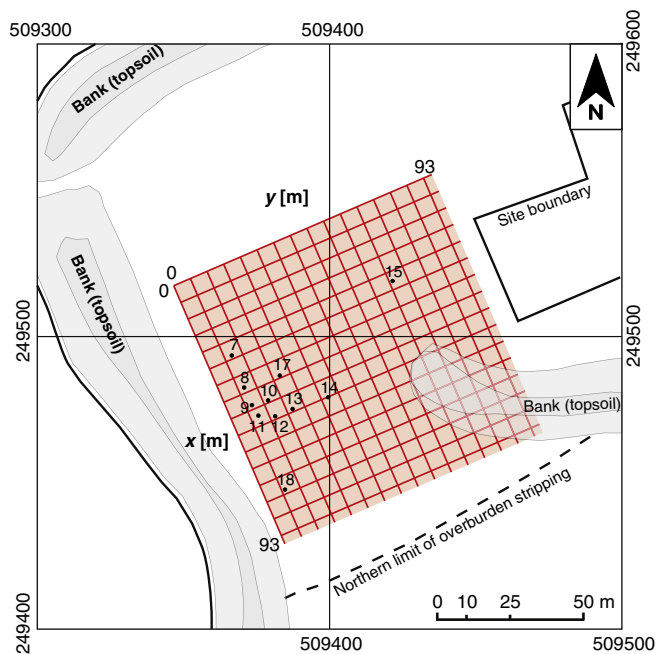 509300
509400
249600
Bank (topsoil)
N
93
y [m]
Site boundary
0
0
15
Bank (topsoil)
249500
249500
7
17
8
10
14
9
13
11
12
Bank (topsoil)
x [m]
18
93
Northern limit of overburden stripping
0 10 25 50 m
249400
509400
509500